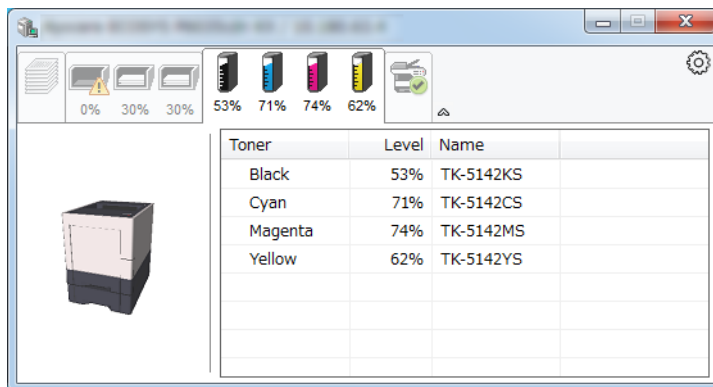 0% 30% 30% 53% 71% 74% 62%
Toner Level Name
Black 53% TK-5142KS
Cyan 71% TK-5142CS
Magenta 74% TK-5142MS
Yellow 62% TK-5142YS